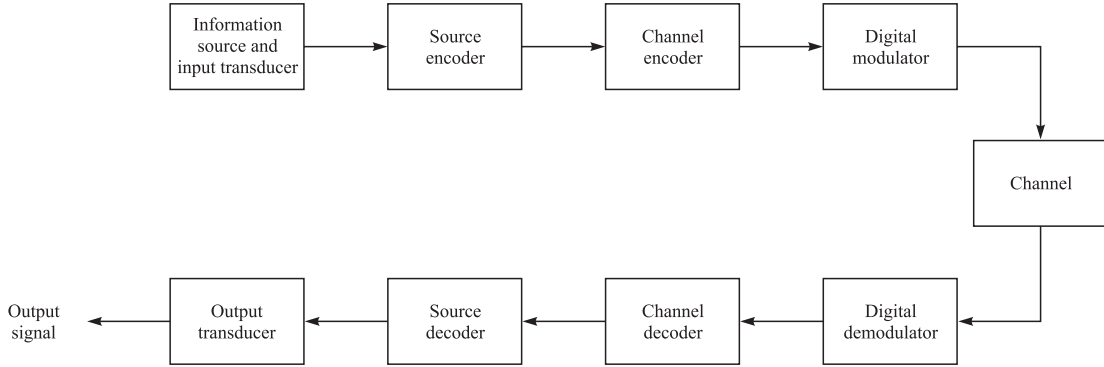 Information
source and
input transducer
Source
encoder
Channel
encoder
Digital
modulator
Channel
Output
signal
Output
transducer
Source
decoder
Channel
decoder
Digital
demodulator